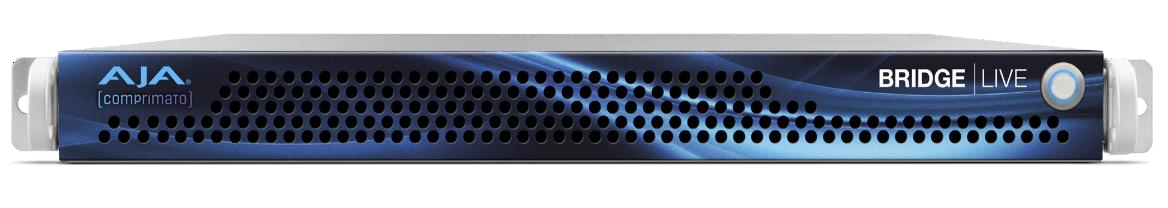 AJA®
[comprimato]
BRIDGE | LIVE